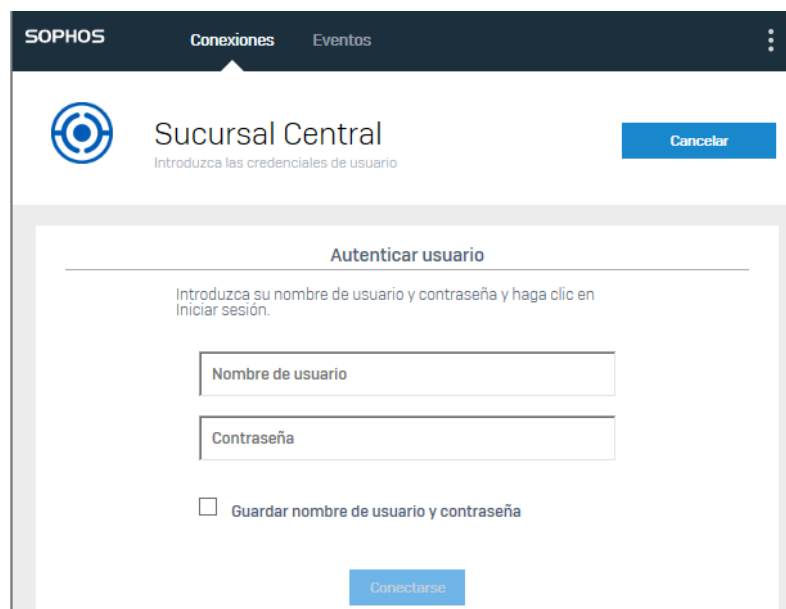 SOPHOS Conexiones Eventos
Sucursal Central
Introduzca las credenciales de usuario
Cancelar
Autenticar usuario
Introduzca su nombre de usuario y contraseña y haga clic en
Iniciar sesión.
Nombre de usuario
Contraseña
Guardar nombre de usuario y contraseña
Conectarse